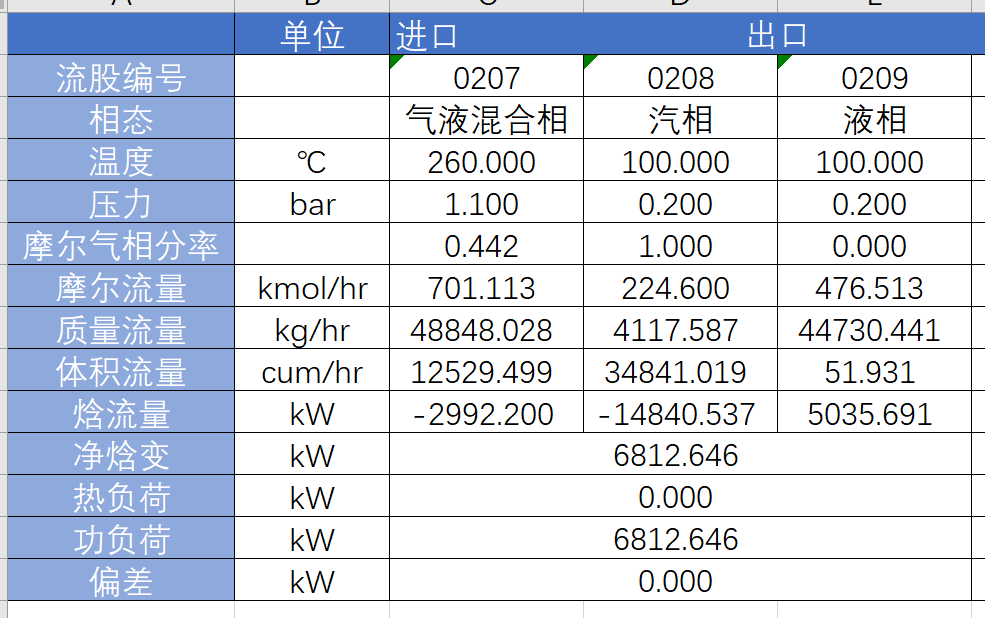 单位 进口 出口
流股编号 0207 0208 0209
相态 气液混合相 汽相 液相
温度 ℃ 260.000 100.000 100.000
压力 bar 1.100 0.200 0.200
摩尔气相分率 0.442 1.000 0.000
摩尔流量 kmol/hr 701.113 224.600 476.513
质量流量 kg/hr 48848.028 4117.587 44730.441
体积流量 cum/hr 12529.499 34841.019 51.931
焓流量 kW -2992.200 -14840.537 5035.691
净焓变 kW 6812.646
热负荷 kW 0.000
功负荷 kW 6812.646
偏差 kW 0.000